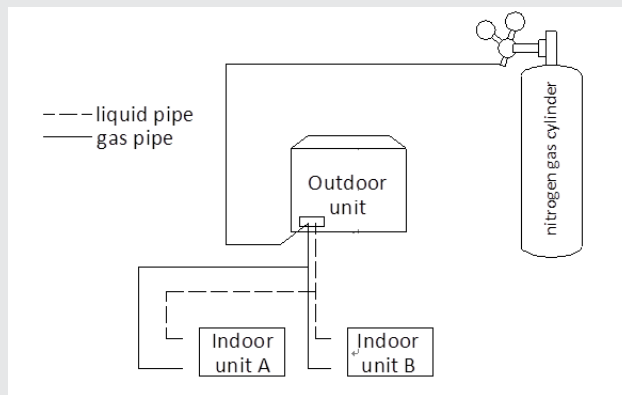 liquid pipe
gas pipe
Outdoor
unit
nitrogen gas cylinder
Indoor
unit A
Indoor
unit B